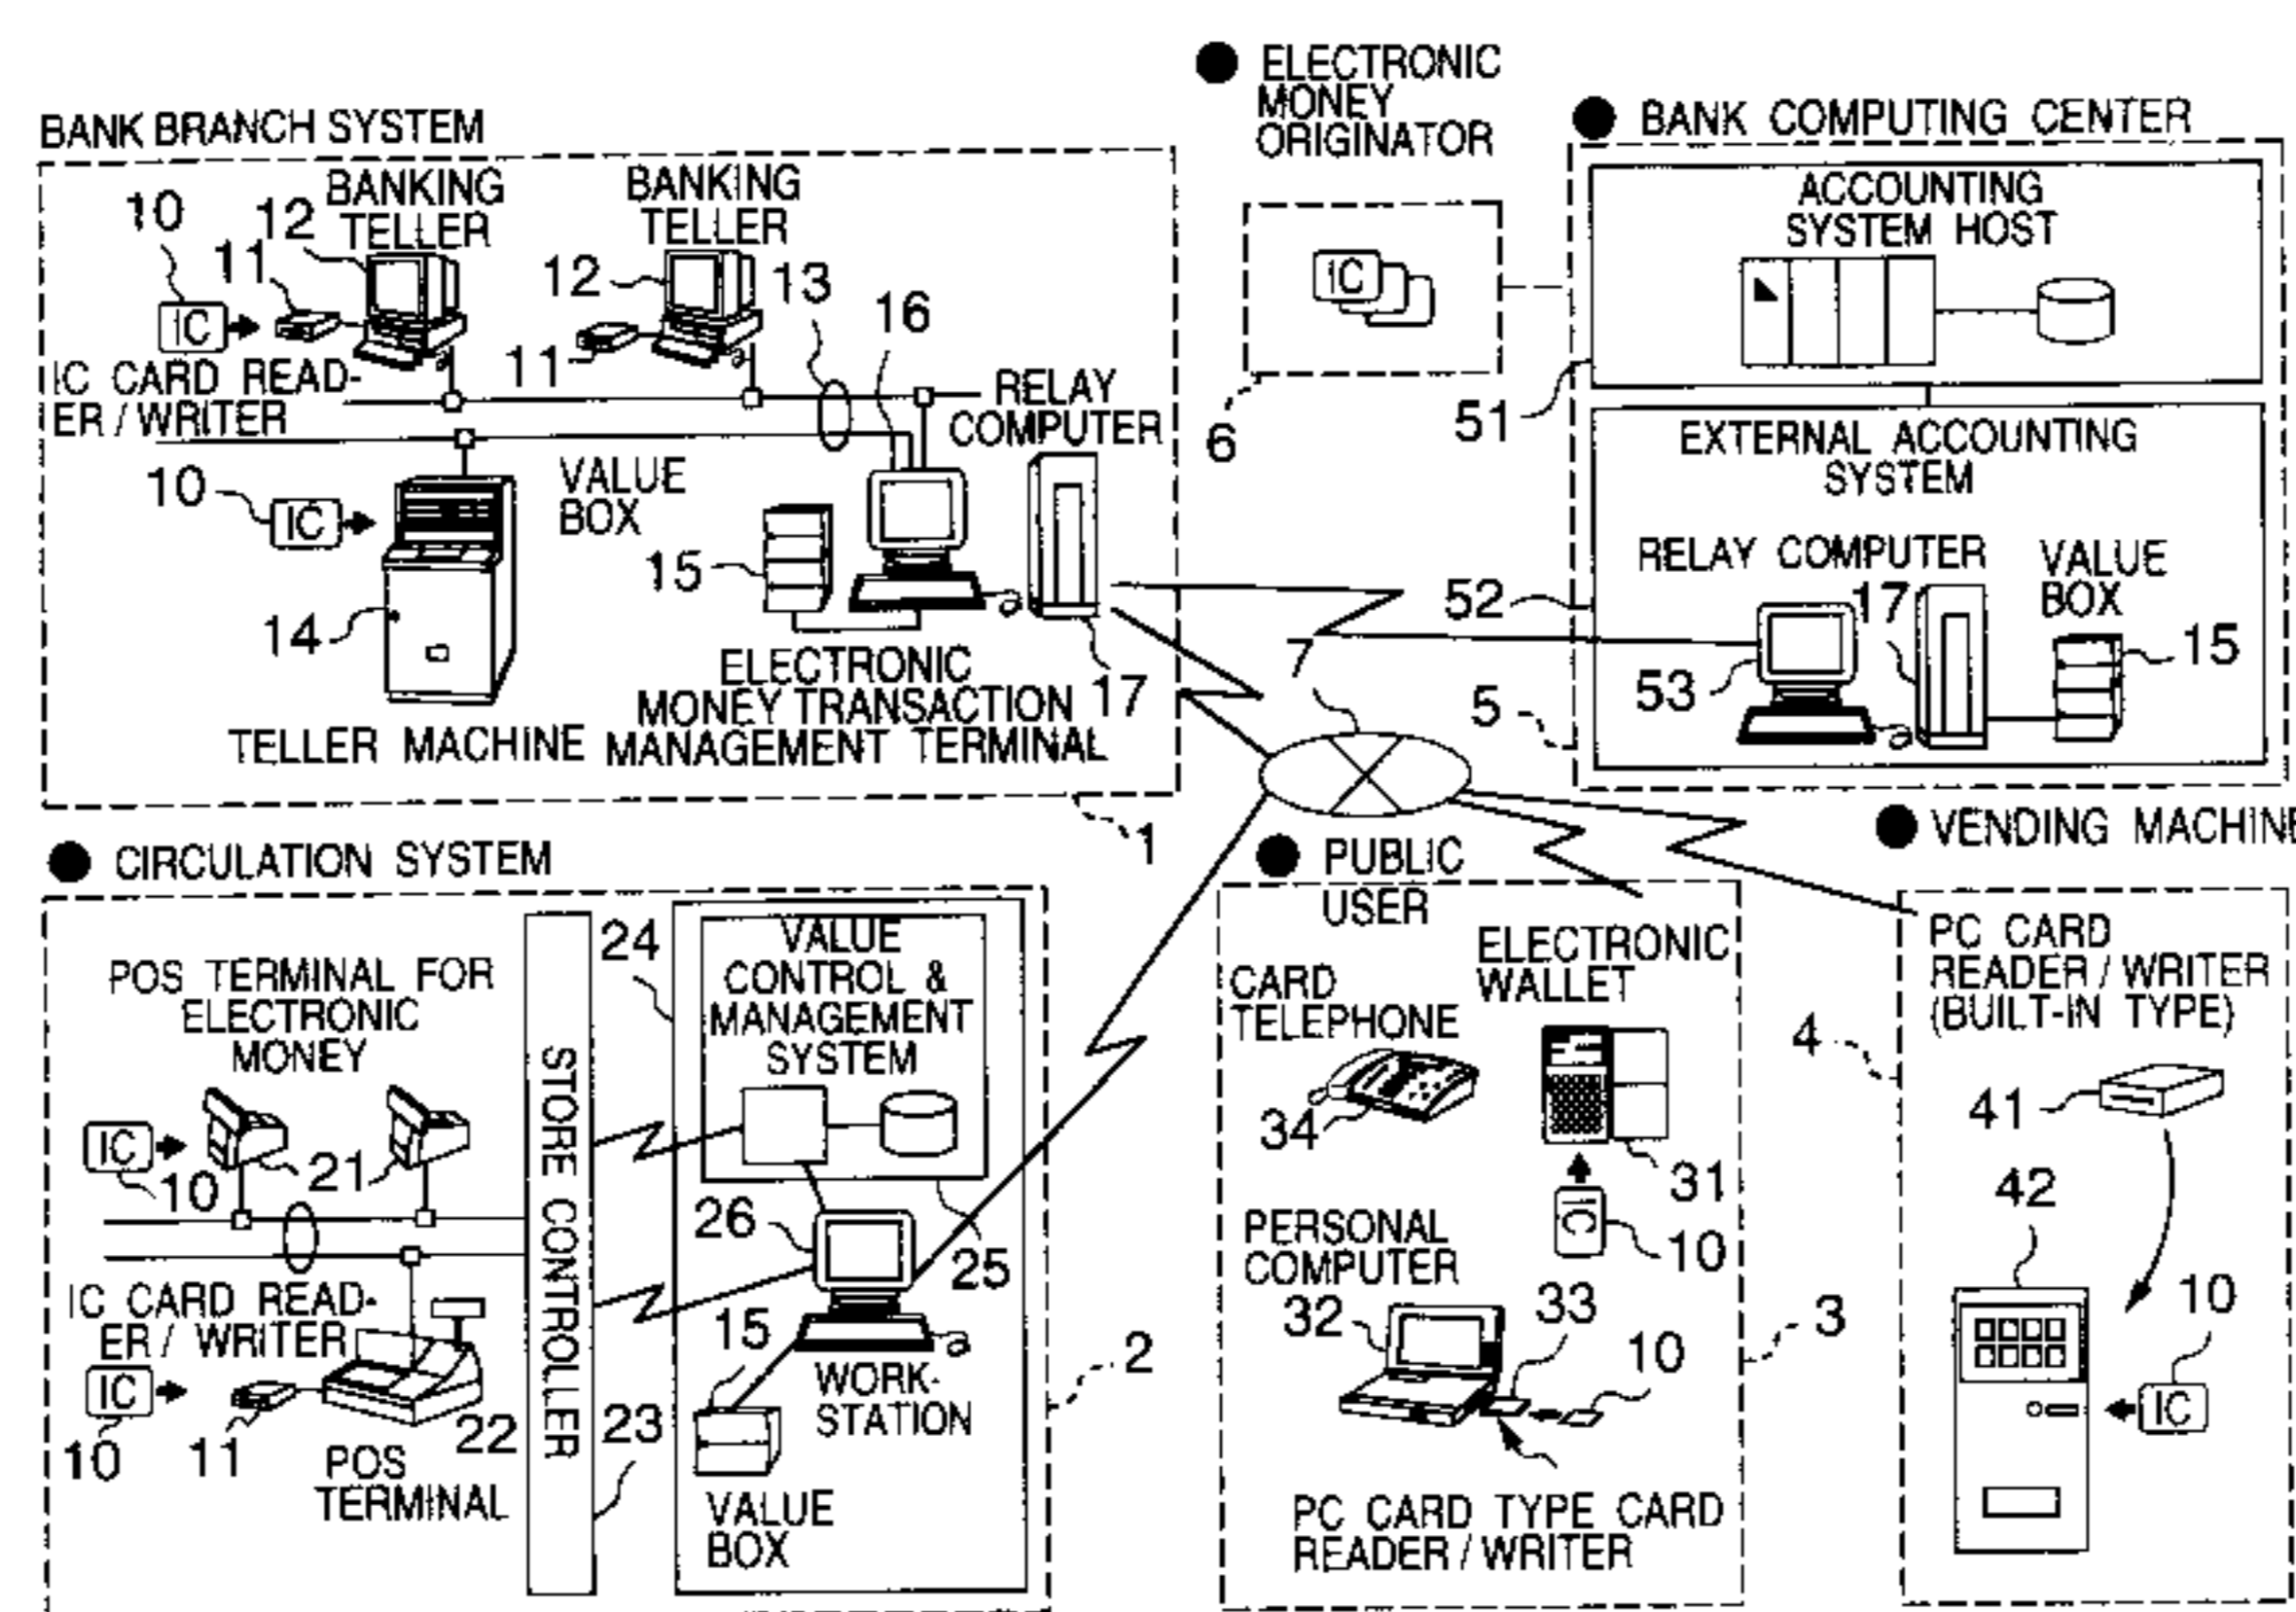 BANK BRANCH SYSTEM
10
12
BANKING
TELLER
BANKING
TELLER
11
12
13
16
IC
11
IC CARD READ-
ER / WRITER
RELAY
COMPUTER
10
IC
VALUE
BOX
15
14
17
ELECTRONIC
MONEY TRANSACTION
MANAGEMENT TERMINAL
TELLER MACHINE
1
ELECTRONIC
MONEY
ORIGINATOR
IC
6
7
BANK COMPUTING CENTER
ACCOUNTING
SYSTEM HOST
51
EXTERNAL ACCOUNTING
SYSTEM
RELAY COMPUTER
17
VALUE
BOX
52
53
15
5
CIRCULATION SYSTEM
24
VALUE
CONTROL &
MANAGEMENT
SYSTEM
POS TERMINAL FOR
ELECTRONIC
MONEY
IC
10
21
STORE CONTROLLER
26
25
IC CARD READ-
ER / WRITER
IC
10
11
22
POS
TERMINAL
23
15
WORK-
STATION
VALUE
BOX
2
PUBLIC
USER
ELECTRONIC
WALLET
CARD
TELEPHONE
34
31
IC
10
PERSONAL
COMPUTER
32
33
10
3
PC CARD TYPE CARD
READER / WRITER
VENDING MACHINE
PC CARD
READER / WRITER
(BUILT-IN TYPE)
4
41
42
10
IC